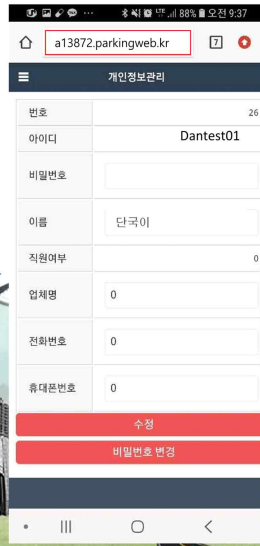 88% 오전 9:37
a13872.parkingweb.kr 7
개인정보관리
번호 26
아이디 Dantest01
비밀번호
이름 단국이
직원여부 0
업체명 0
전화번호 0
휴대폰번호 0
수정
비밀번호 변경